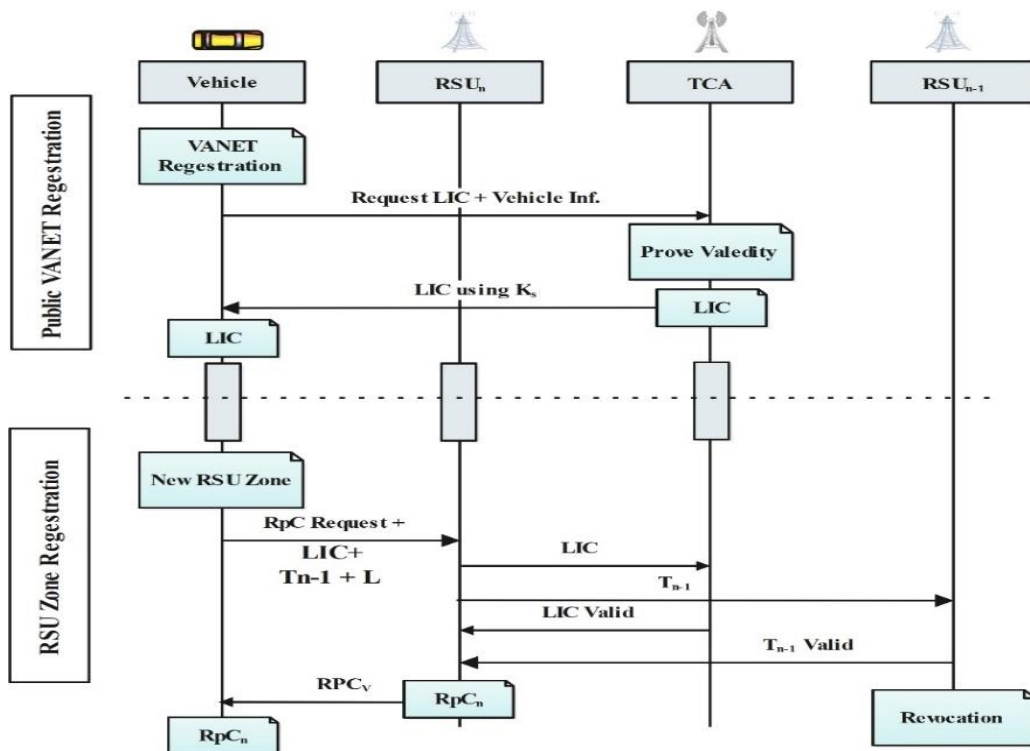 Vehicle
RSUn
TCA
RSUn-1
Public VANET Regestration
VANET
Regestration
Request LIC + Vehicle Inf.
Prove Valedity
LIC using Ks
LIC
LIC
RSU Zone Regestration
New RSU Zone
RpC Request +
LIC+
Tn-1 + L
LIC
Tn-1
LIC Valid
Tn-1 Valid
RPCV
RpCn
RpCn
Revocation